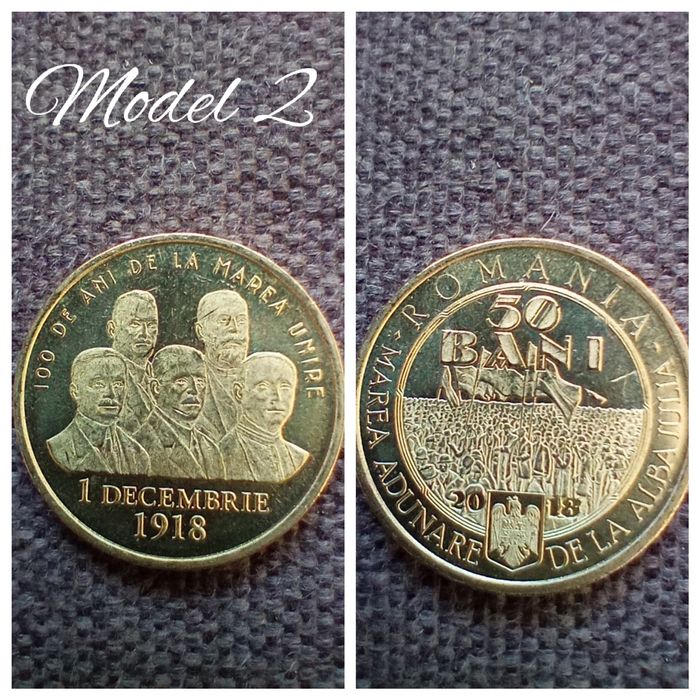 Model 2
100 DE ANI DE LA MAREA UNIRE
1 DECEMBRIE
1918
ROMANIA
50
BANI
2018
MAREA ADUNARE DE LA ALBA IULIA